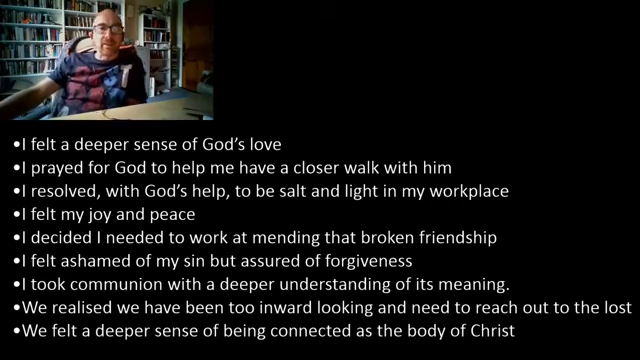 •I felt a deeper sense of God's love
•I prayed for God to help me have a closer walk with him
•I resolved, with God's help, to be salt and light in my workplace
•I felt my joy and peace
•I decided I needed to work at mending that broken friendship
•I felt ashamed of my sin but assured of forgiveness
•I took communion with a deeper understanding of its meaning.
•We realised we have been too inward looking and need to reach out to the lost
•We felt a deeper sense of being connected as the body of Christ